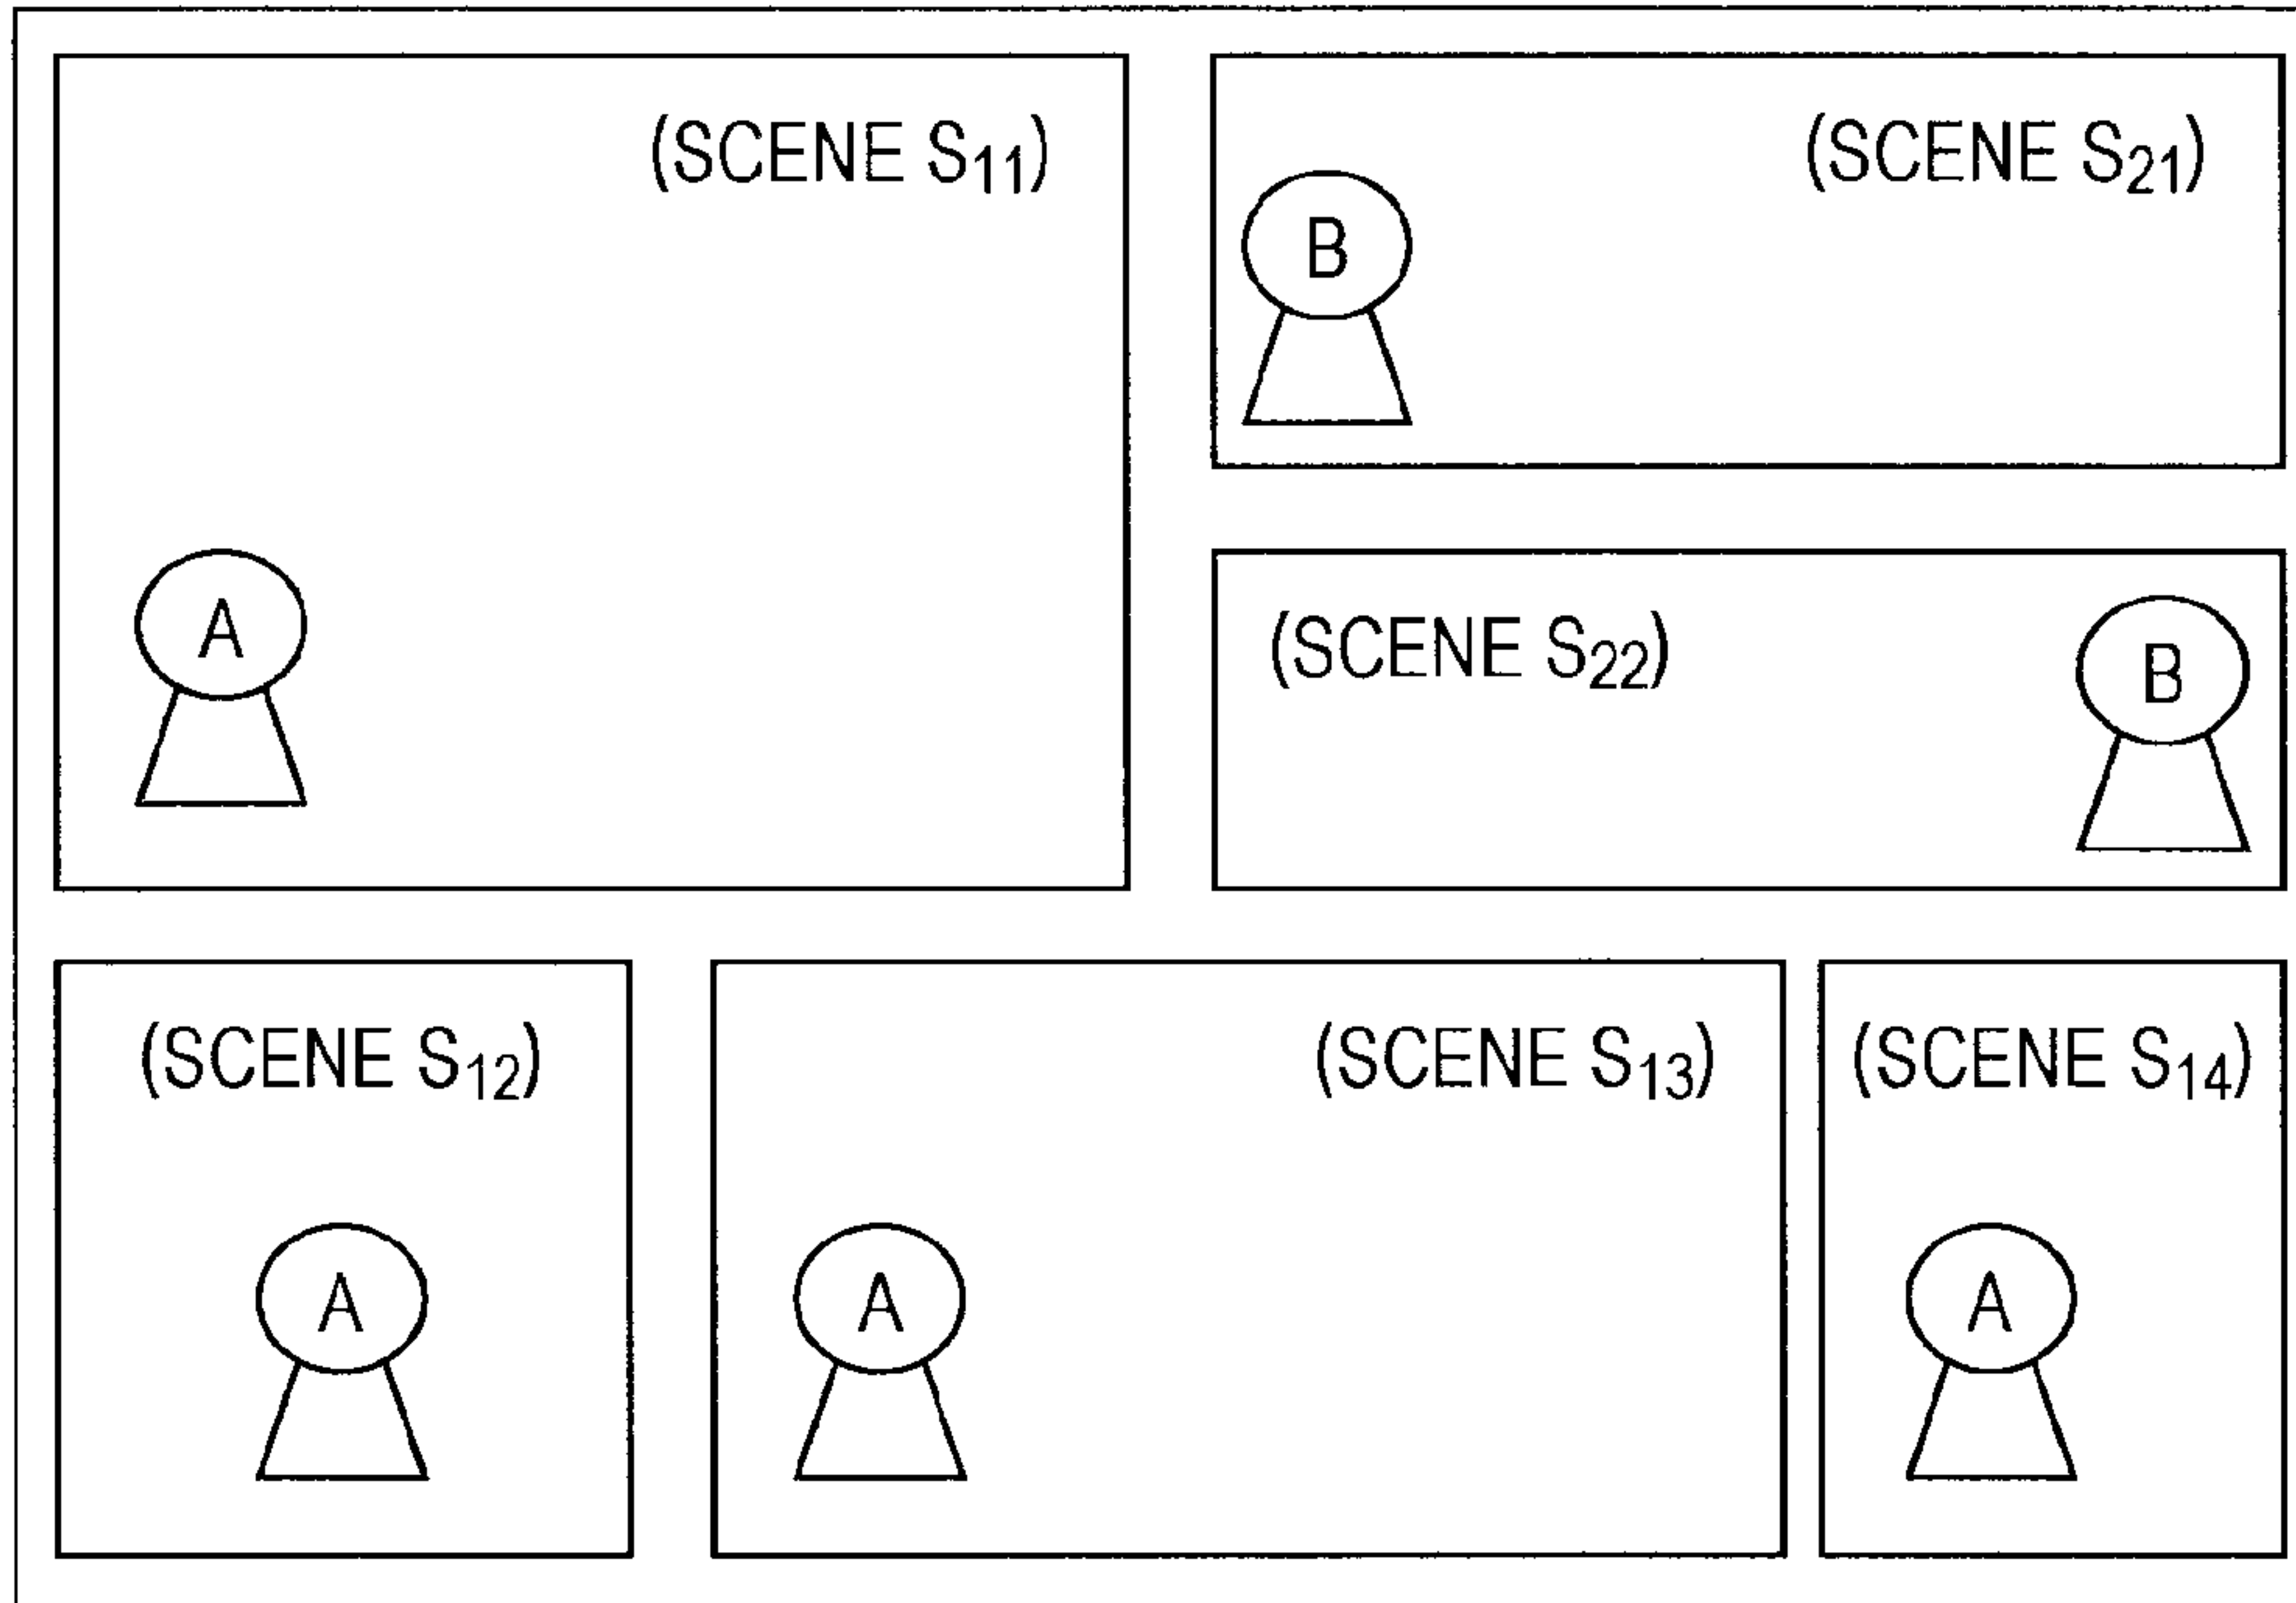 (SCENE S₁₁)
A
(SCENE S₂₁)
B
(SCENE S₂₂)
B
(SCENE S₁₂)
A
(SCENE S₁₃)
A
(SCENE S₁₄)
A